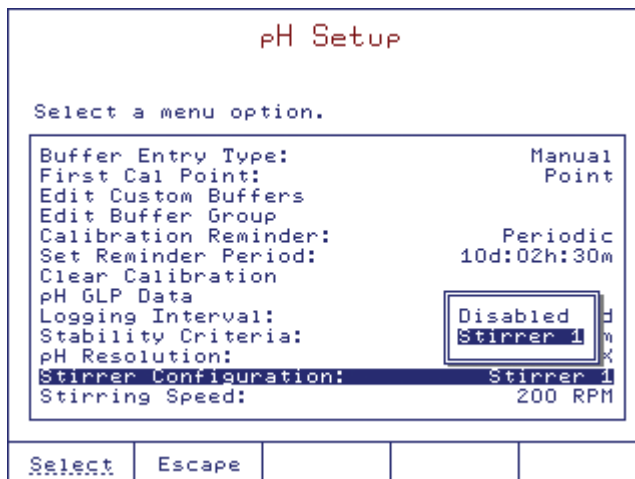 pH Setup
Select a menu option.
Buffer Entry Type: Manual
First Cal Point: Point
Edit Custom Buffers
Edit Buffer Group
Calibration Reminder: Periodic
Set Reminder Period: 10d:02h:30m
Clear Calibration
pH GLP Data
Logging Interval: Disabled
Stability Criteria: Stirrer 1
pH Resolution:
Stirrer Configuration: Stirrer 1
Stirring Speed: 200 RPM
Select Escape